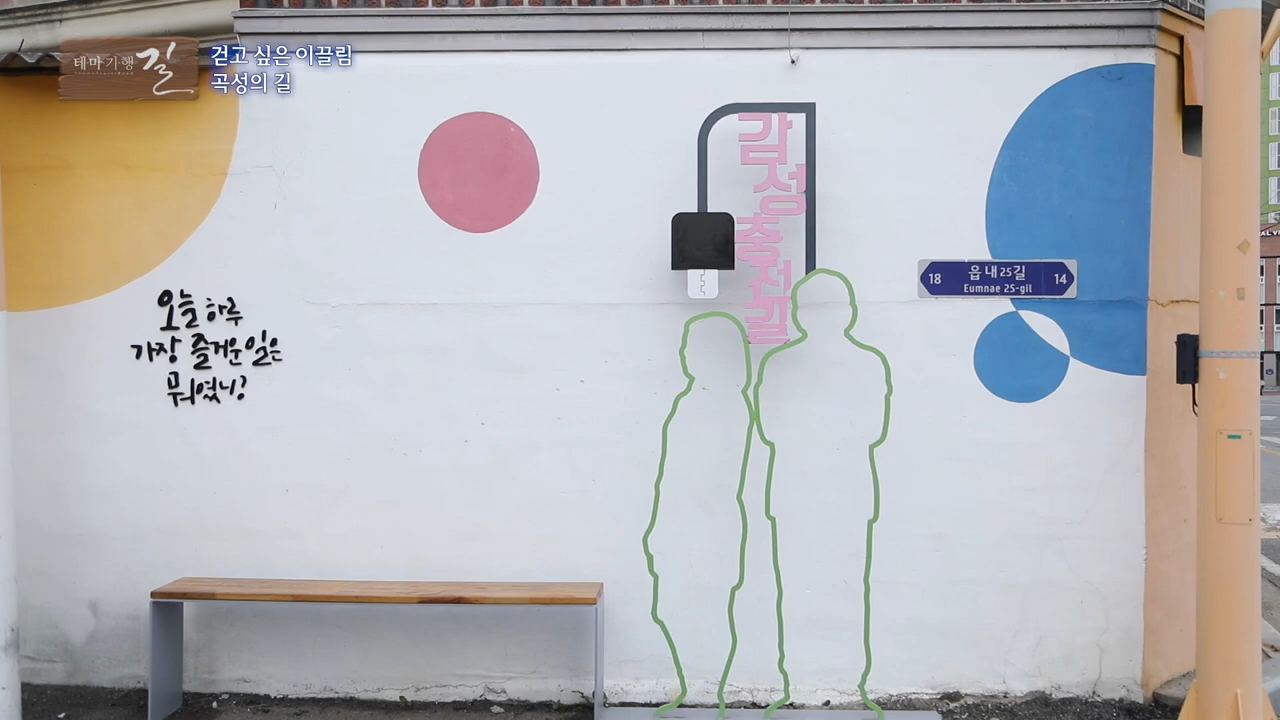 테마기행 길
걷고 싶은 이끌림
곡성의 길
감성충전길
18 읍내25길 14
Eumnae 25-gil
오늘 하루
가장 즐거운 일은
뭐였니?